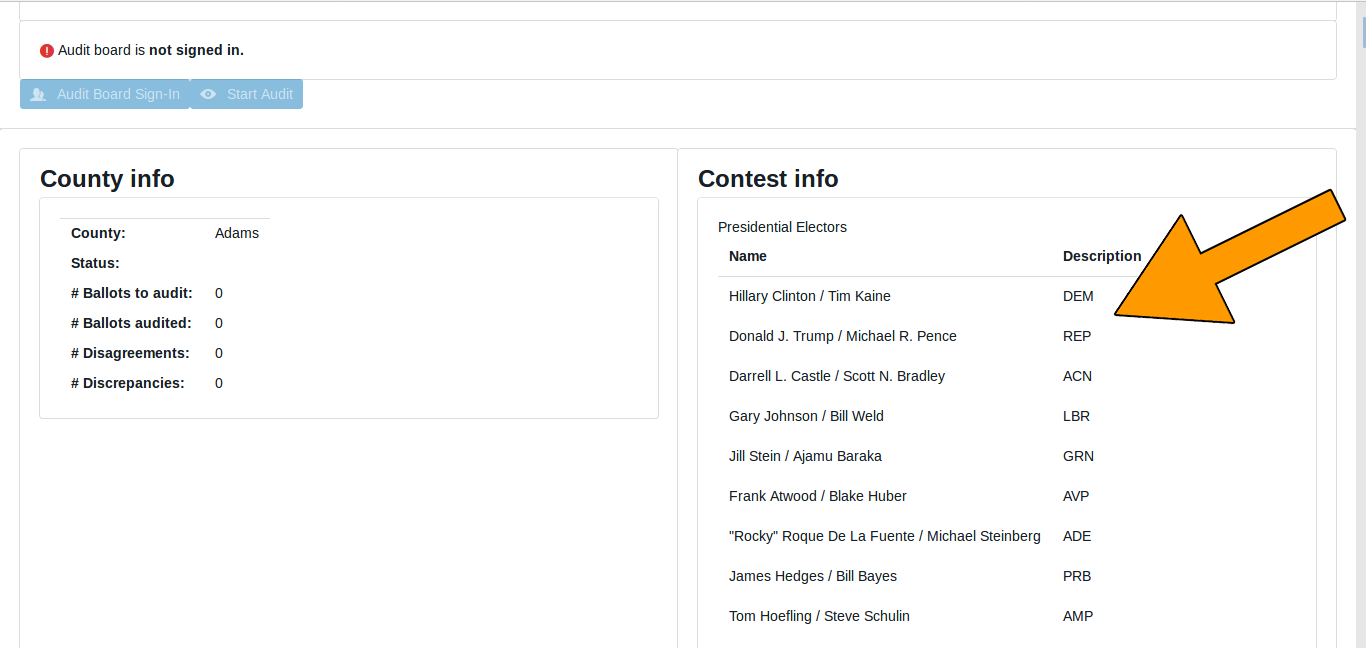 Audit board is not signed in.
Audit Board Sign-In Start Audit
County info
County: Adams
Status:
# Ballots to audit: 0
# Ballots audited: 0
# Disagreements: 0
# Discrepancies: 0
Contest info
Presidential Electors
Name Description
Hillary Clinton / Tim Kaine DEM
Donald J. Trump / Michael R. Pence REP
Darrell L. Castle / Scott N. Bradley ACN
Gary Johnson / Bill Weld LBR
Jill Stein / Ajamu Baraka GRN
Frank Atwood / Blake Huber AVP
"Rocky" Roque De La Fuente / Michael Steinberg ADE
James Hedges / Bill Bayes PRB
Tom Hoefling / Steve Schulin AMP